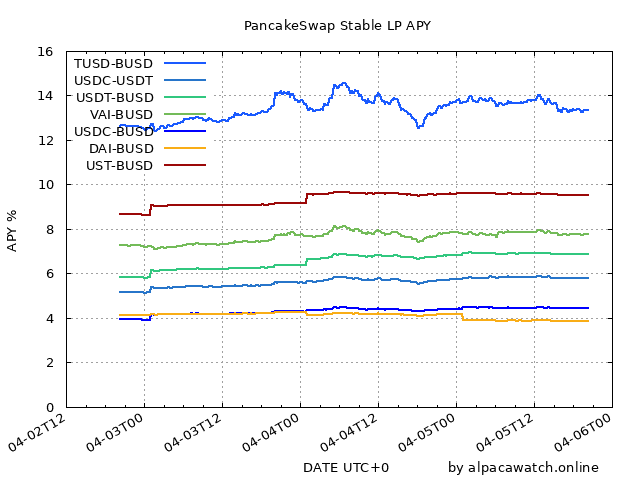 PancakeSwap Stable LP APY
16
14
12
10
8
6
4
2
0
APY %
TUSD-BUSD
USDC-USDT
USDT-BUSD
VAI-BUSD
USDC-BUSD
DAI-BUSD
UST-BUSD
04-02T12
04-03T00
04-03T12
04-04T00
04-04T12
04-05T00
04-05T12
04-06T00
DATE UTC+0
by alpacawatch.online